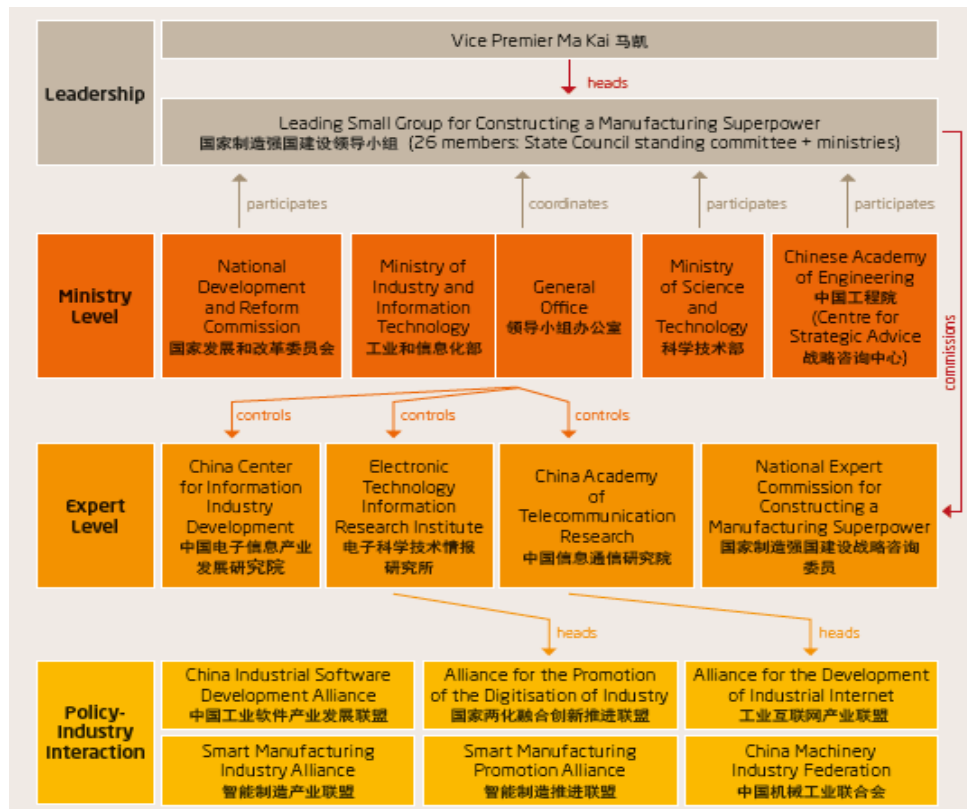 Leadership
Vice Premier Ma Kai 马凯
heads
Leading Small Group for Constructing a Manufacturing Superpower
国家制造强国建设领导小组 (26 members: State Council standing committee + ministries)
participates
coordinates
participates
participates
commissions
Ministry
Level
National
Development
and Reform
Commission
国家发展和改革委员会
Ministry of
Industry and
Information
Technology
工业和信息化部
General
Office
领导小组办公室
Ministry
of Science
and
Technology
科学技术部
Chinese Academy
of Engineering
中国工程院
(Centre for
Strategic Advice
战略咨询中心)
controls
controls
controls
Expert
Level
China Center
for Information
Industry
Development
中国电子信息产业
发展研究院
Electronic
Technology
Information
Research Institute
电子科学技术情报
研究所
China Academy
of
Telecommunication
Research
中国信息通信研究院
National Expert
Commission for
Constructing a
Manufacturing Superpower
国家制造强国建设战略咨询
委员
heads
heads
Policy-
Industry
Interaction
China Industrial Software
Development Alliance
中国工业软件产业发展联盟
Alliance for the Promotion
of the Digitisation of Industry
国家两化融合创新推进联盟
Alliance for the Development
of Industrial Internet
工业互联网产业联盟
Smart Manufacturing
Industry Alliance
智能制造产业联盟
Smart Manufacturing
Promotion Alliance
智能制造推进联盟
China Machinery
Industry Federation
中国机械工业联合会